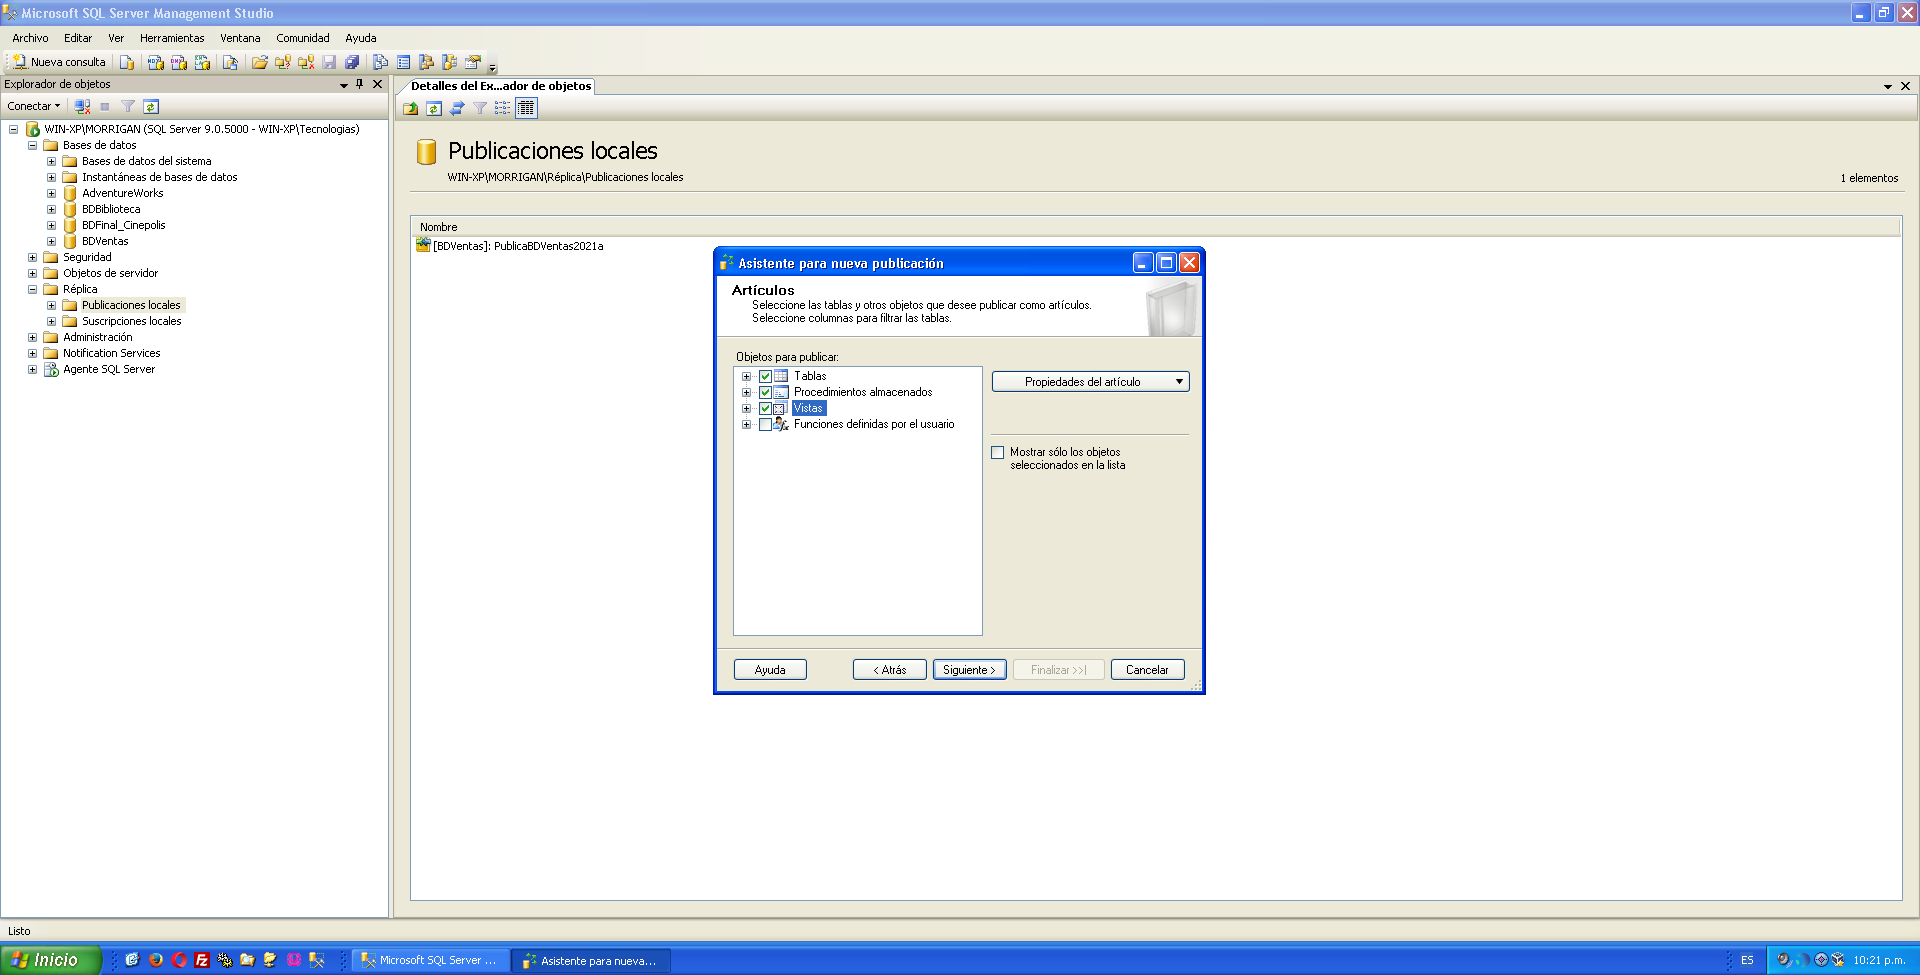 Microsoft SQL Server Management Studio
Archivo Editar Ver Herramientas Ventana Comunidad Ayuda
Nueva consulta
Explorador de objetos
Conectar
WIN-XP\MORRIGAN (SQL Server 9.0.5000 - WIN-XP\Tecnologias)
Bases de datos
Bases de datos del sistema
Instantáneas de bases de datos
AdventureWorks
BDBiblioteca
BDFinal_Cinepolis
BDVentas
Seguridad
Objetos de servidor
Réplica
Publicaciones locales
Suscripciones locales
Administración
Notification Services
Agente SQL Server
Detalles del Ex...ador de objetos
Publicaciones locales
WIN-XP\MORRIGAN\Réplica\Publicaciones locales
1 elementos
Nombre
[BDVentas]: PublicaBDVentas2021a
Asistente para nueva publicación
Artículos
Seleccione las tablas y otros objetos que desee publicar como artículos.
Seleccione columnas para filtrar las tablas.
Objetos para publicar:
Tablas
Procedimientos almacenados
Vistas
Funciones definidas por el usuario
Propiedades del artículo
Mostrar sólo los objetos
seleccionados en la lista
Ayuda
< Atrás
Siguiente >
Finalizar >>|
Cancelar
Listo
Inicio
Microsoft SQL Server ...
Asistente para nueva...
ES
10:21 p.m.